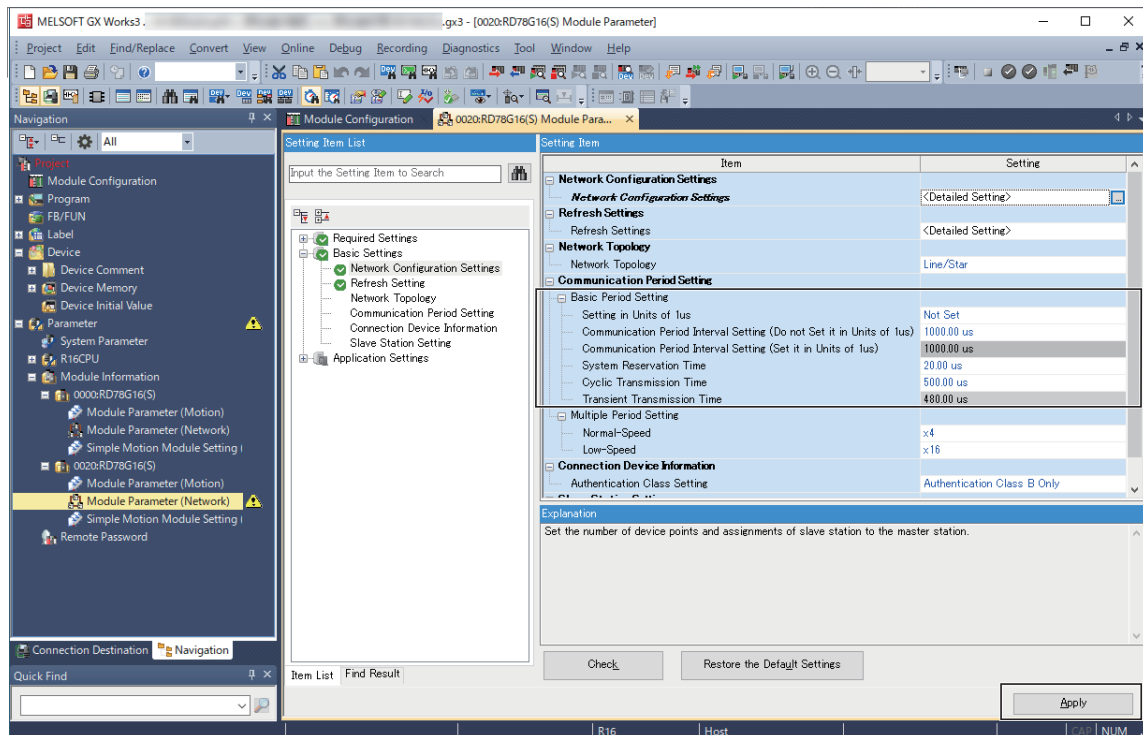 MELSOFT GX Works3 . .gx3 - [0020:RD78G16(S) Module Parameter]
Project Edit Find/Replace Convert View Online Debug Recording Diagnostics Tool Window Help
Navigation
Module Configuration
0020:RD78G16(S) Module Para...
All
Project
Module Configuration
Program
FB/FUN
Label
Device
Device Comment
Device Memory
Device Initial Value
Parameter
System Parameter
R16CPU
Module Information
0000:RD78G16(S)
Module Parameter (Motion)
Module Parameter (Network)
Simple Motion Module Setting (
0020:RD78G16(S)
Module Parameter (Motion)
Module Parameter (Network)
Simple Motion Module Setting (
Remote Password
Connection Destination Navigation
Quick Find
Setting Item List
Input the Setting Item to Search
Required Settings
Basic Settings
Network Configuration Settings
Refresh Setting
Network Topology
Communication Period Setting
Connection Device Information
Slave Station Setting
Application Settings
Item List Find Result
Setting Item
Item Setting
Network Configuration Settings
Network Configuration Settings <Detailed Setting> ...
Refresh Settings
Refresh Settings <Detailed Setting>
Network Topology
Network Topology Line/Star
Communication Period Setting
Basic Period Setting
Setting in Units of 1us Not Set
Communication Period Interval Setting (Do not Set it in Units of 1us) 1000.00 us
Communication Period Interval Setting (Set it in Units of 1us) 1000.00 us
System Reservation Time 20.00 us
Cyclic Transmission Time 500.00 us
Transient Transmission Time 480.00 us
Multiple Period Setting
Normal-Speed x4
Low-Speed x16
Connection Device Information
Authentication Class Setting Authentication Class B Only
Explanation
Set the number of device points and assignments of slave station to the master station.
Check Restore the Default Settings
Apply
R16 Host CAP NUM